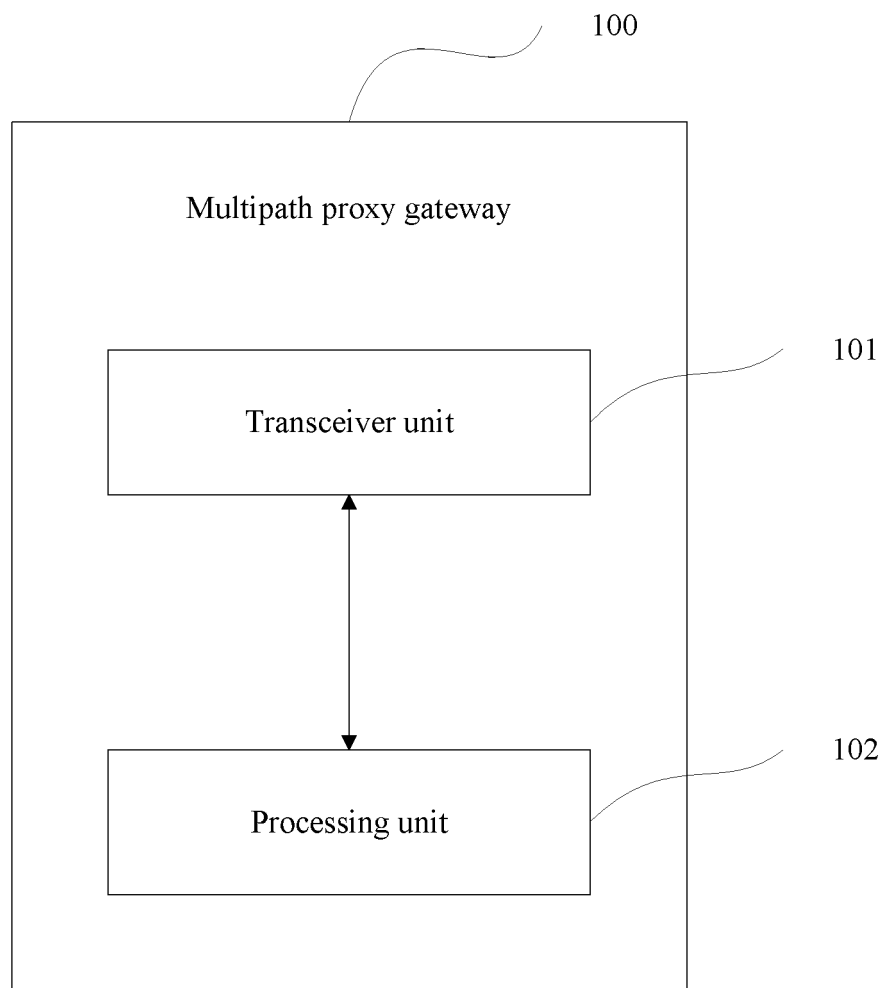 100
Multipath proxy gateway
101
Transceiver unit
102
Processing unit